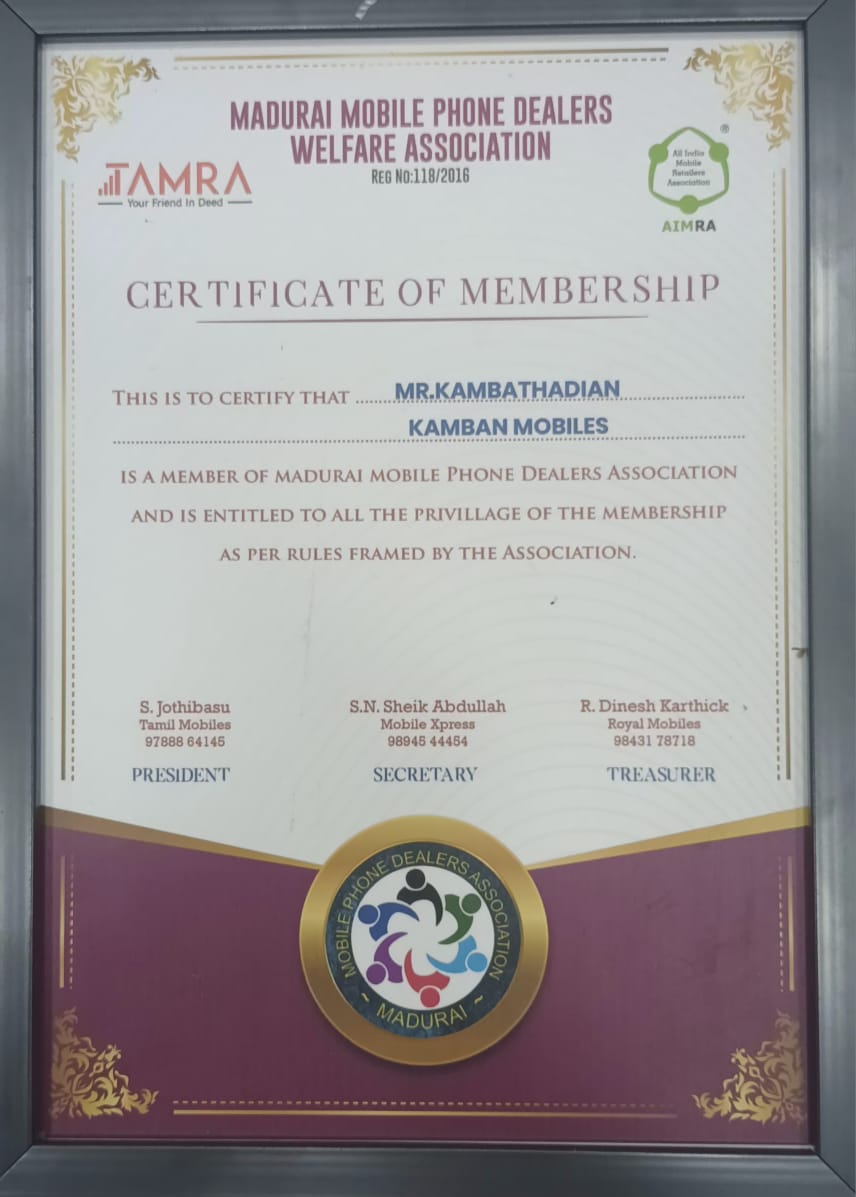 MADURAI MOBILE PHONE DEALERS
WELFARE ASSOCIATION
REG NO:118/2016
TAMRA
Your Friend In Deed
®
All India
Mobile
Retailers
Association
AIMRA
CERTIFICATE OF MEMBERSHIP
THIS IS TO CERTIFY THAT MR.KAMBATHADIAN
KAMBAN MOBILES
IS A MEMBER OF MADURAI MOBILE PHONE DEALERS ASSOCIATION
AND IS ENTITLED TO ALL THE PRIVILLAGE OF THE MEMBERSHIP
AS PER RULES FRAMED BY THE ASSOCIATION.
S. Jothibasu
Tamil Mobiles
97888 64145
PRESIDENT
S.N. Sheik Abdullah
Mobile Xpress
98945 44454
SECRETARY
R. Dinesh Karthick
Royal Mobiles
98431 78718
TREASURER
MOBILE PHONE DEALERS ASSOCIATION
~ MADURAI ~